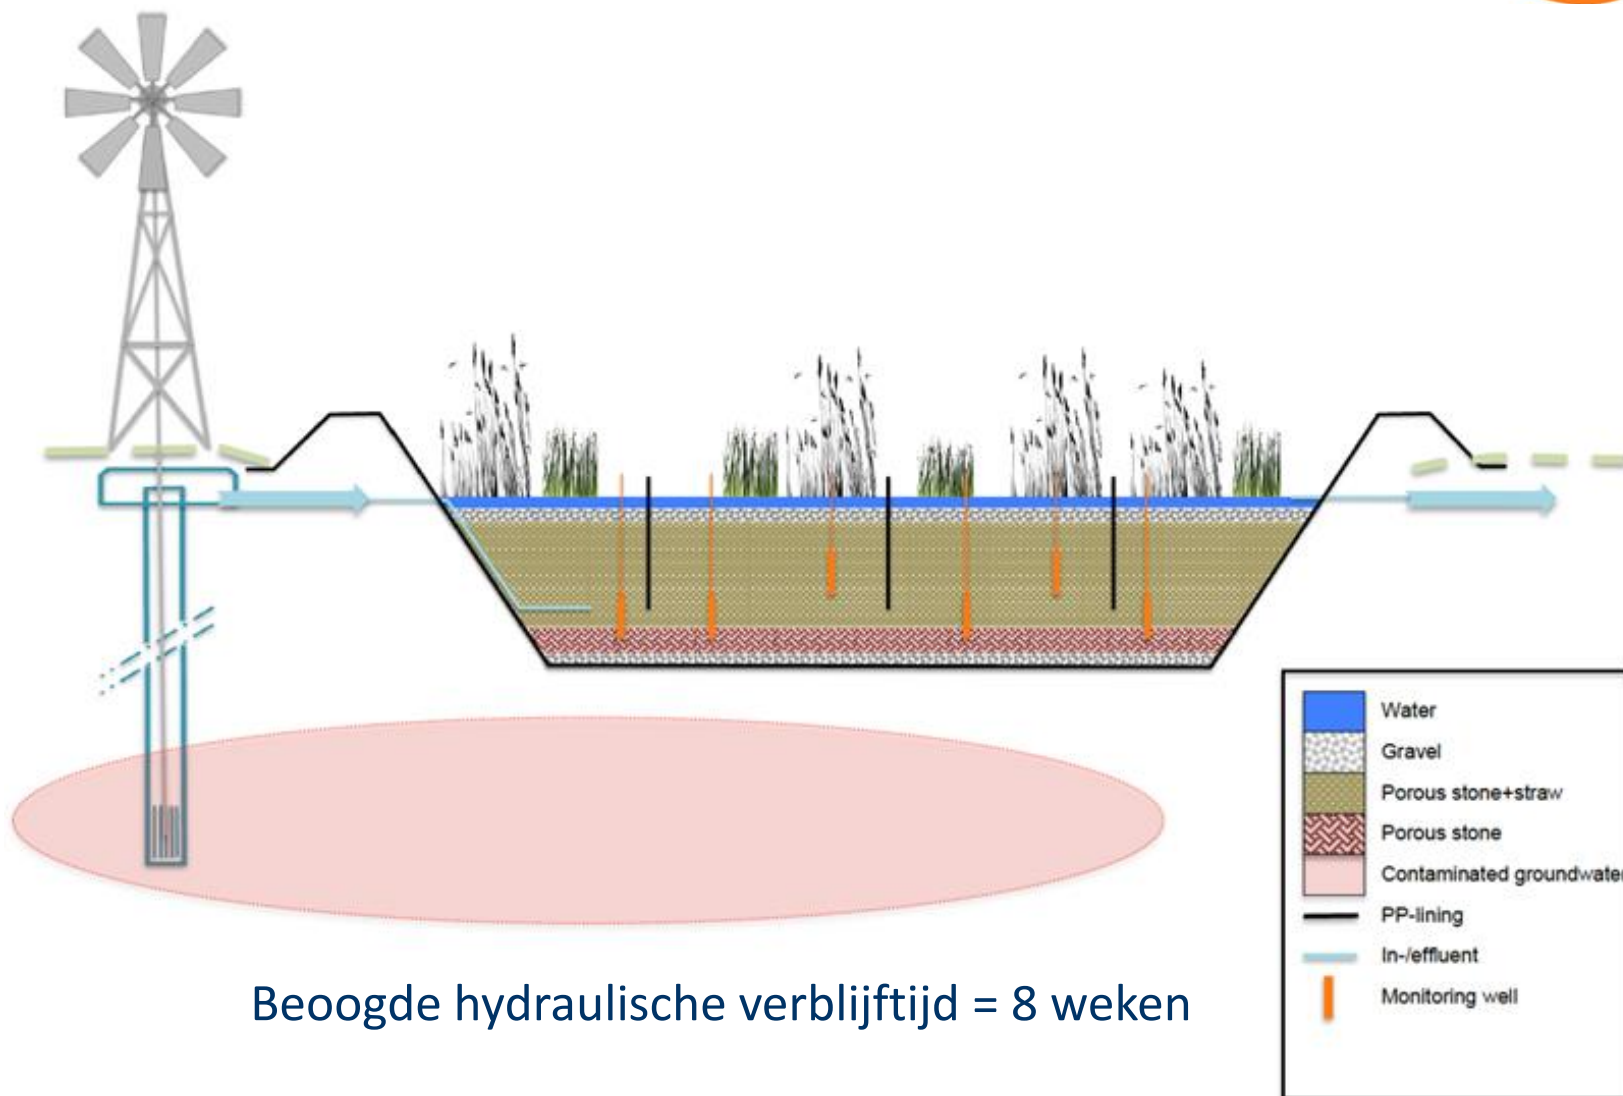 Water
Gravel
Porous stone+straw
Porous stone
Contaminated groundwater
PP-lining
In-/effluent
Monitoring well
Beoogde hydraulische verblijftijd = 8 weken